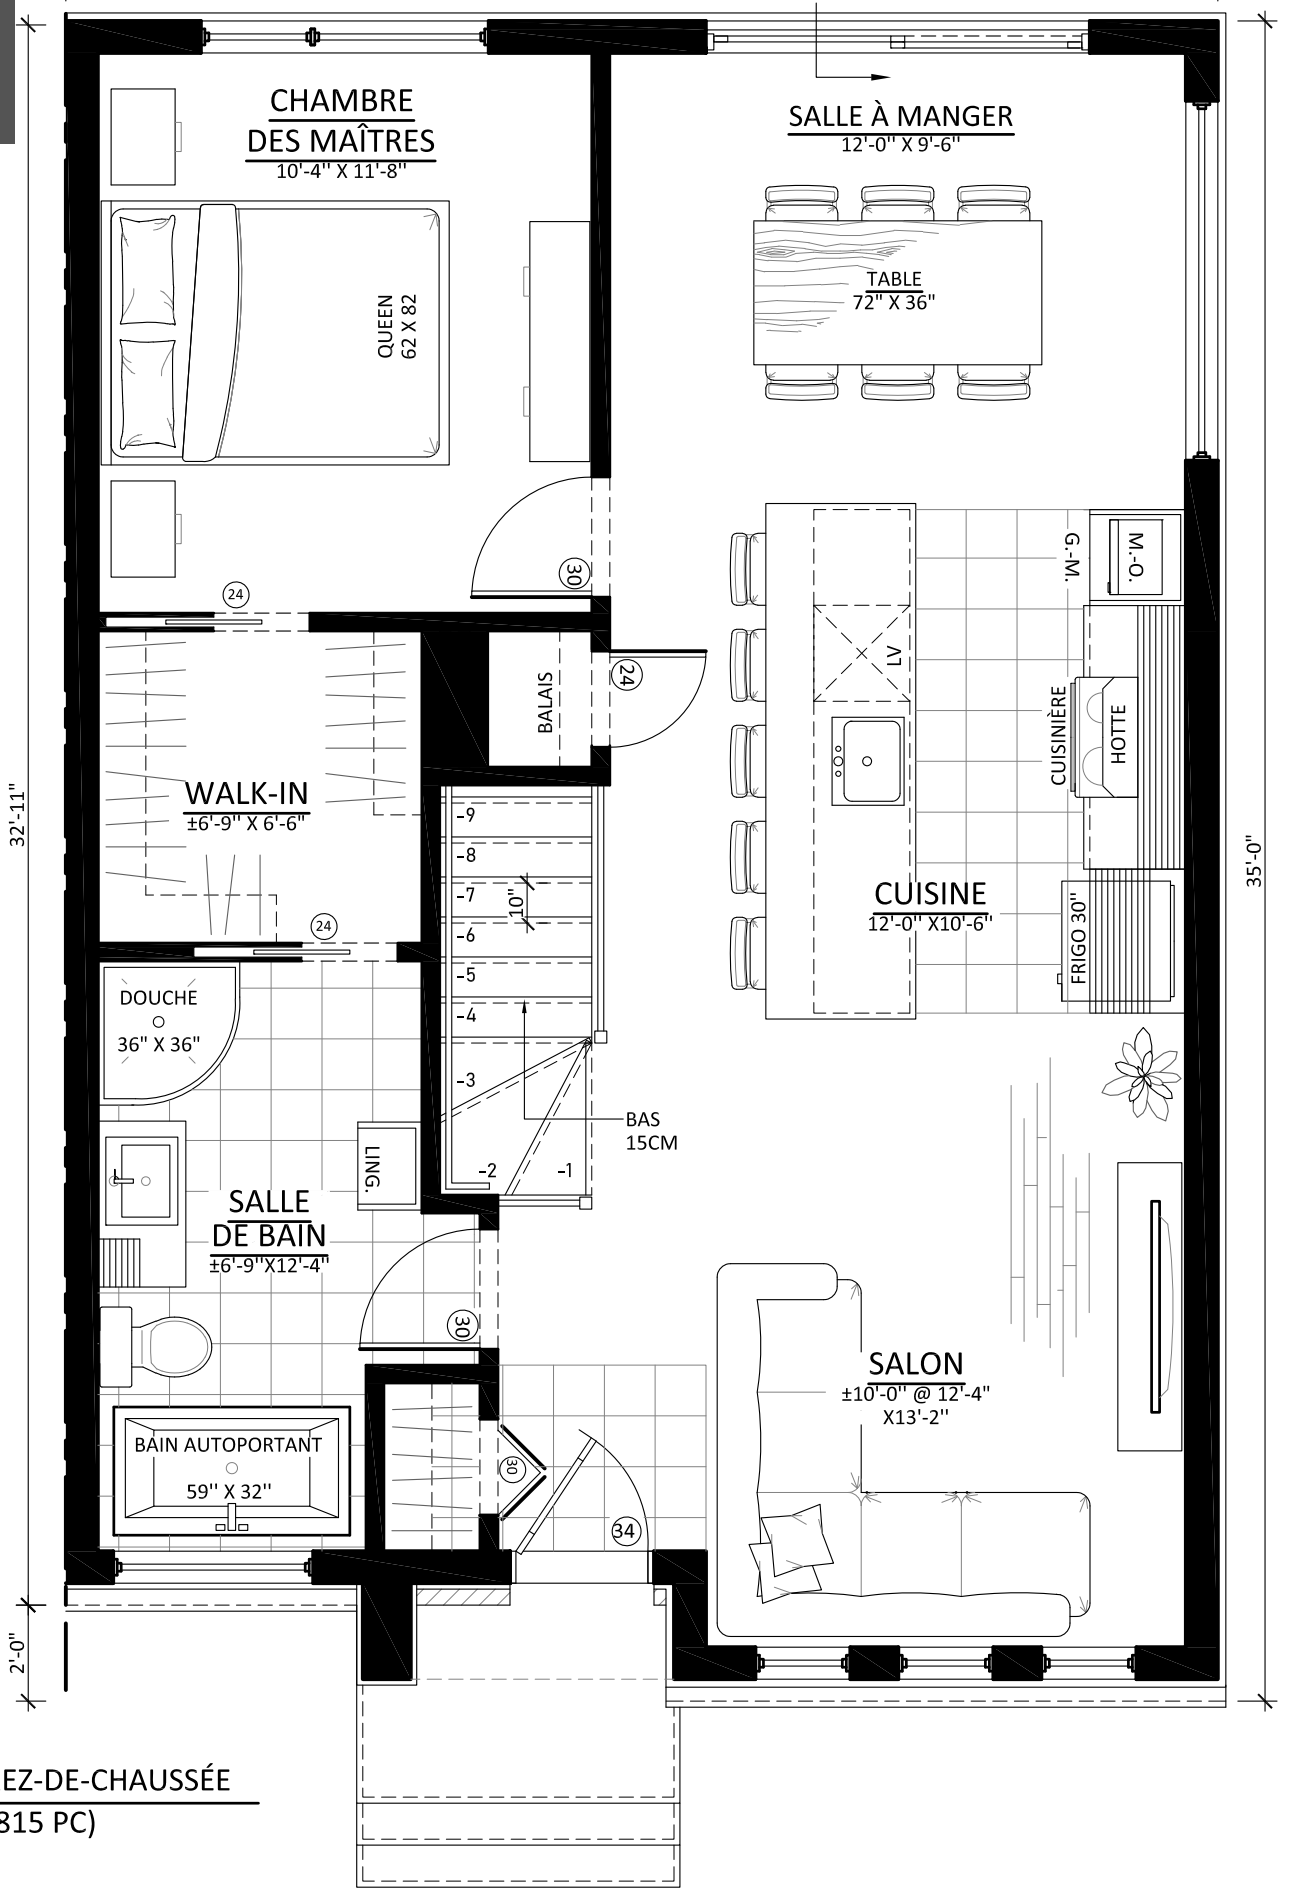 CHAMBRE
DES MAÎTRES
10'-4" X 11'-8"
SALLE À MANGER
12'-0" X 9'-6"
TABLE
72" X 36"
QUEEN
62 X 82
30
24
24
BALAIS
LV
G.-M.
M.-O.
CUISINIÈRE
HOTTE
WALK-IN
±6'-9" X 6'-6"
32'-11"
35'-0"
CUISINE
12'-0" X10'-6"
FRIGO 30"
-9
-8
-7
10"
-6
-5
-4
-3
-2
-1
BAS
15CM
24
DOUCHE
36" X 36"
LING.
SALLE
DE BAIN
±6'-9"X12'-4"
30
SALON
±10'-0" @ 12'-4"
X13'-2"
BAIN AUTOPORTANT
59" X 32"
30
34
2'-0"
EZ-DE-CHAUSSÉE
815 PC)